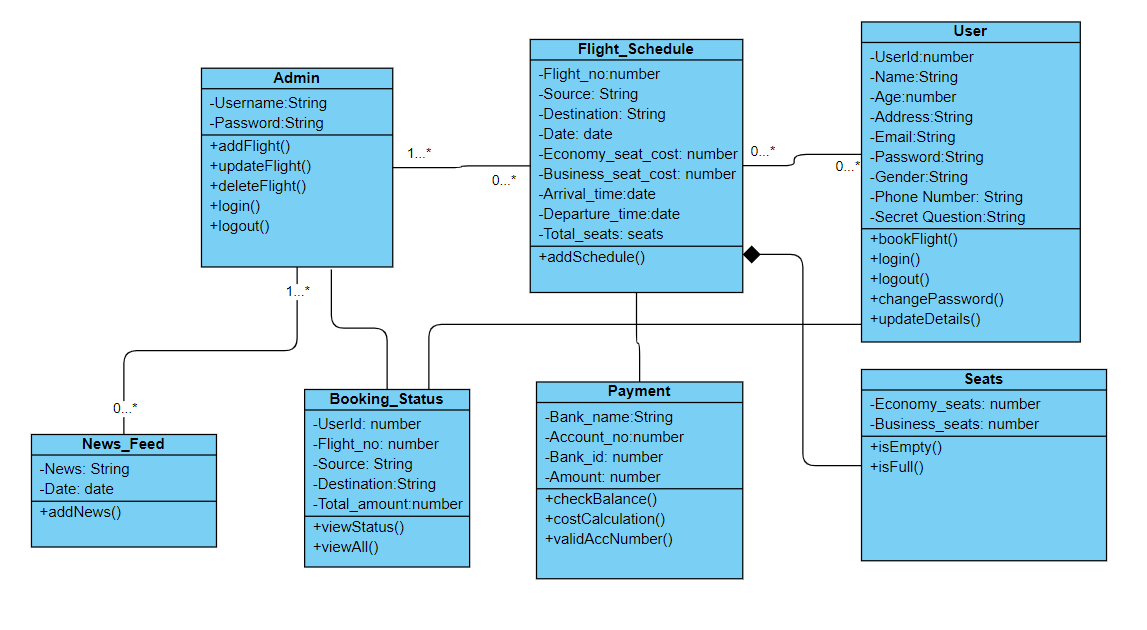 Admin
-Username:String
-Password:String
+addFlight()
+updateFlight()
+deleteFlight()
+login()
+logout()
1...*
0...*
Flight_Schedule
-Flight_no:number
-Source: String
-Destination: String
-Date: date
-Economy_seat_cost: number
-Business_seat_cost: number
-Arrival_time:date
-Departure_time:date
-Total_seats: seats
+addSchedule()
0...*
0...*
User
-UserId:number
-Name:String
-Age:number
-Address:String
-Email:String
-Password:String
-Gender:String
-Phone Number: String
-Secret Question:String
+bookFlight()
+login()
+logout()
+changePassword()
+updateDetails()
1...*
0...*
News_Feed
-News: String
-Date: date
+addNews()
Booking_Status
-UserId: number
-Flight_no: number
-Source: String
-Destination:String
-Total_amount:number
+viewStatus()
+viewAll()
Payment
-Bank_name:String
-Account_no:number
-Bank_id: number
-Amount: number
+checkBalance()
+costCalculation()
+validAccNumber()
Seats
-Economy_seats: number
-Business_seats: number
+isEmpty()
+isFull()